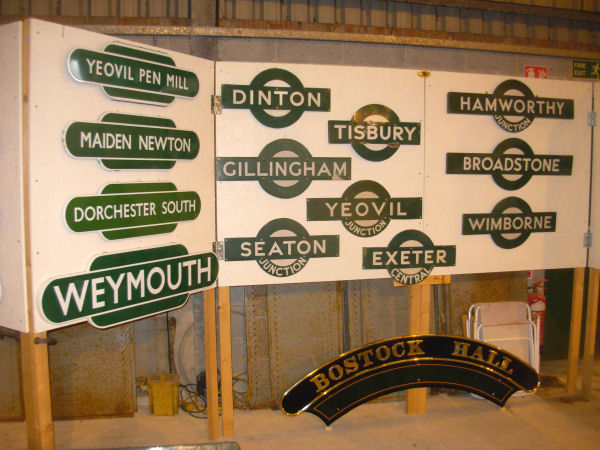 YEOVIL PEN MILL
MAIDEN NEWTON
DORCHESTER SOUTH
WEYMOUTH
DINTON
TISBURY
GILLINGHAM
YEOVIL
JUNCTION
SEATON
JUNCTION
EXETER
CENTRAL
HAMWORTHY
JUNCTION
BROADSTONE
WIMBORNE
FIRE
EXIT
BOSTOCK HALL